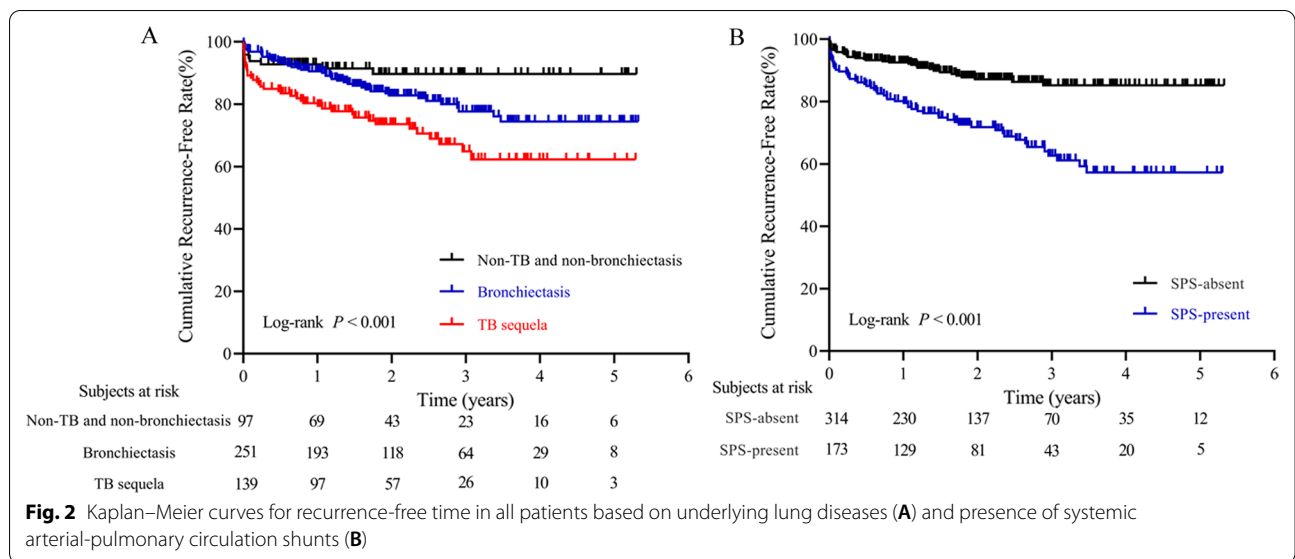 A
Cumulative Recurrence-Free Rate(%)
100
80
60
40
20
0
Non-TB and non-bronchiectasis
Bronchiectasis
TB sequela
Log-rank P < 0.001
0 1 2 3 4 5 6
Time (years)
Subjects at risk
Non-TB and non-bronchiectasis 97 69 43 23 16 6
Bronchiectasis 251 193 118 64 29 8
TB sequela 139 97 57 26 10 3
B
Cumulative Recurrence-Free Rate(%)
100
80
60
40
20
0
SPS-absent
SPS-present
Log-rank P < 0.001
0 1 2 3 4 5 6
Time (years)
Subjects at risk
SPS-absent 314 230 137 70 35 12
SPS-present 173 129 81 43 20 5
Fig. 2 Kaplan–Meier curves for recurrence-free time in all patients based on underlying lung diseases (A) and presence of systemic
arterial-pulmonary circulation shunts (B)